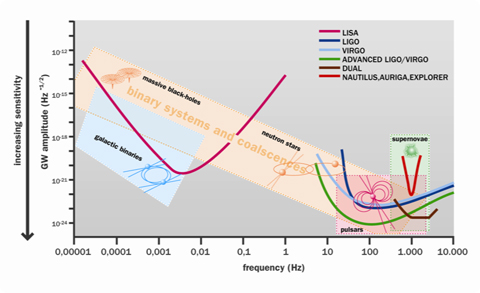 LISA
LIGO
VIRGO
ADVANCED LIGO/VIRGO
DUAL
NAUTILUS,AURIGA,EXPLORER
increasing sensitivity
GW amplitude (Hz -1/2)
10-12
10-15
10-18
10-21
10-24
massive black-holes
binary systems and coalscences
galactic binaries
neutron stars
supernovae
pulsars
0,00001 0,0001 0,001 0,01 0,1 1 10 100 1.000 10.000
frequency (Hz)